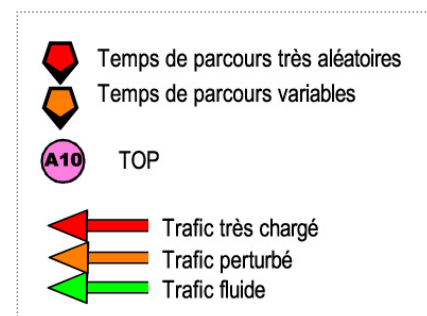 Temps de parcours très aléatoires
Temps de parcours variables
A10 TOP
Trafic très chargé
Trafic perturbé
Trafic fluide